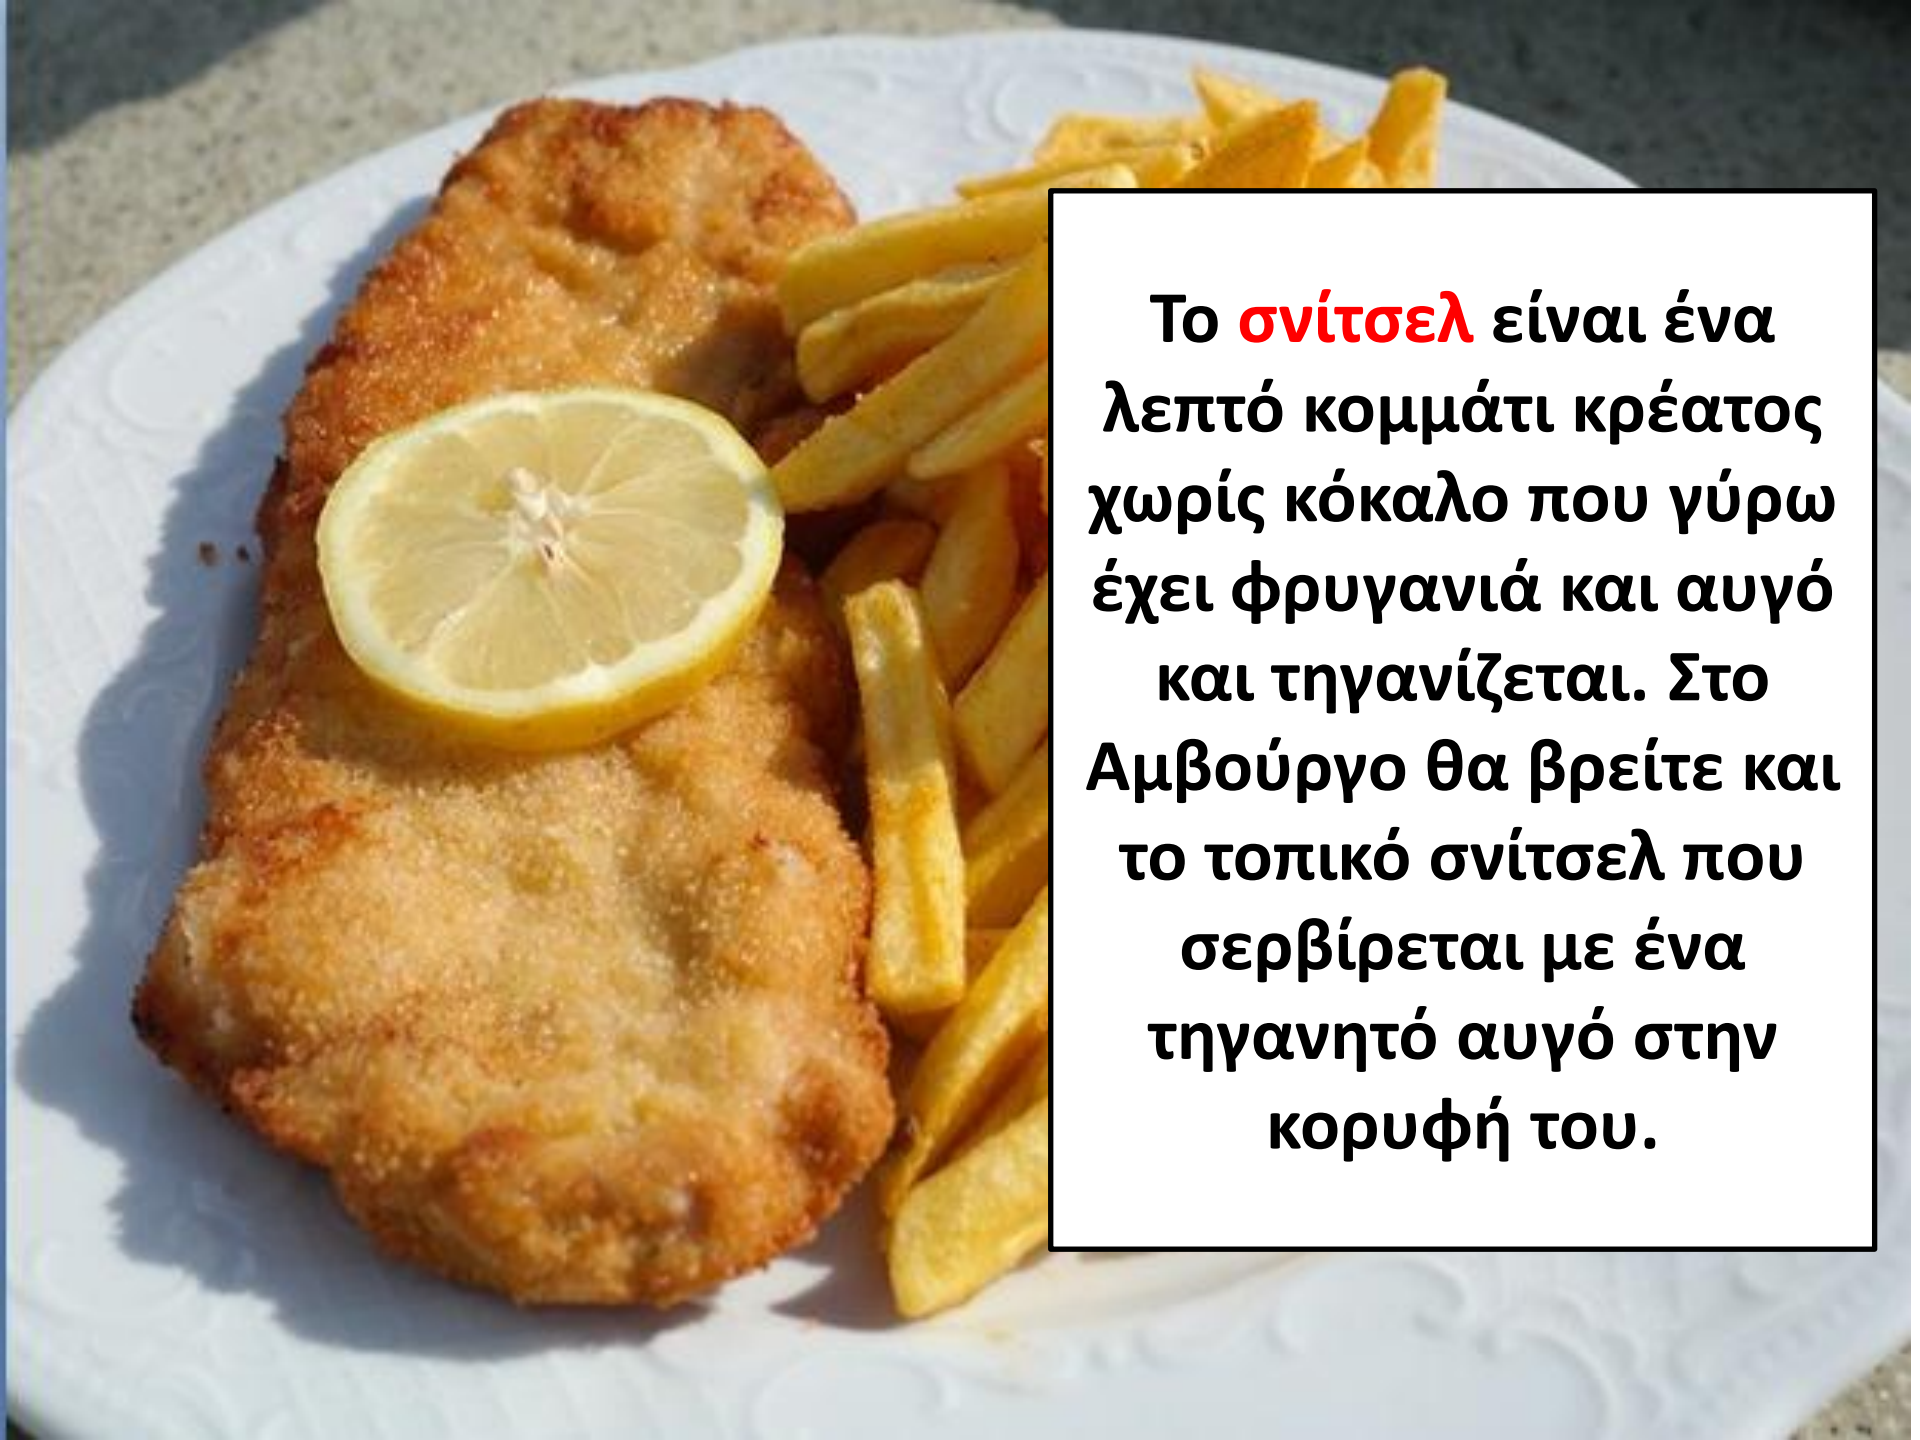 Το σνίτσελ είναι ένα
λεπτό κομμάτι κρέατος
χωρίς κόκαλο που γύρω
έχει φρυγανιά και αυγό
και τηγανίζεται. Στο
Αμβούργο θα βρείτε και
το τοπικό σνίτσελ που
σερβίρεται με ένα
τηγανητό αυγό στην
κορυφή του.